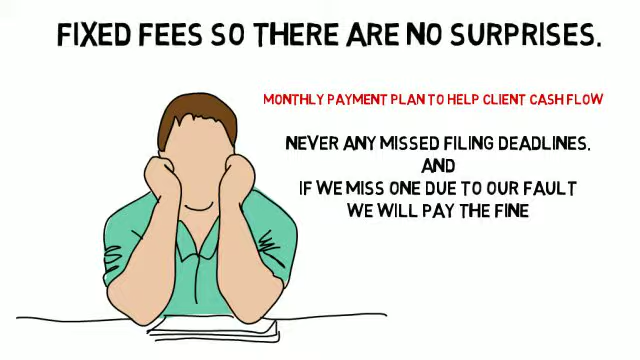 FIXED FEES SO THERE ARE NO SURPRISES.
MONTHLY PAYMENT PLAN TO HELP CLIENT CASH FLOW
NEVER ANY MISSED FILING DEADLINES.
AND
IF WE MISS ONE DUE TO OUR FAULT
WE WILL PAY THE FINE